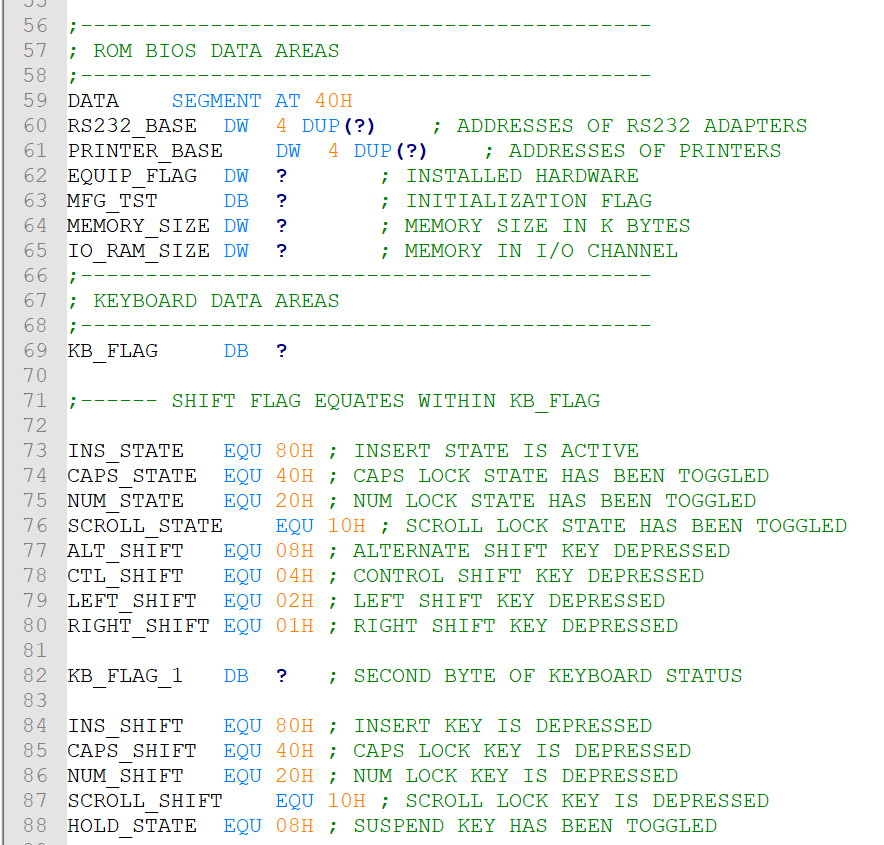 56 ;--------------------------------------------
57 ; ROM BIOS DATA AREAS
58 ;--------------------------------------------
59 DATA    SEGMENT AT 40H
60 RS232_BASE  DW  4 DUP(?)    ; ADDRESSES OF RS232 ADAPTERS
61 PRINTER_BASE    DW  4 DUP(?)    ; ADDRESSES OF PRINTERS
62 EQUIP_FLAG  DW  ?       ; INSTALLED HARDWARE
63 MFG_TST     DB  ?       ; INITIALIZATION FLAG
64 MEMORY_SIZE DW  ?       ; MEMORY SIZE IN K BYTES
65 IO_RAM_SIZE DW  ?       ; MEMORY IN I/O CHANNEL
66 ;--------------------------------------------
67 ; KEYBOARD DATA AREAS
68 ;--------------------------------------------
69 KB_FLAG     DB  ?
70
71 ;------ SHIFT FLAG EQUATES WITHIN KB_FLAG
72
73 INS_STATE   EQU 80H ; INSERT STATE IS ACTIVE
74 CAPS_STATE  EQU 40H ; CAPS LOCK STATE HAS BEEN TOGGLED
75 NUM_STATE   EQU 20H ; NUM LOCK STATE HAS BEEN TOGGLED
76 SCROLL_STATE    EQU 10H ; SCROLL LOCK STATE HAS BEEN TOGGLED
77 ALT_SHIFT   EQU 08H ; ALTERNATE SHIFT KEY DEPRESSED
78 CTL_SHIFT   EQU 04H ; CONTROL SHIFT KEY DEPRESSED
79 LEFT_SHIFT  EQU 02H ; LEFT SHIFT KEY DEPRESSED
80 RIGHT_SHIFT EQU 01H ; RIGHT SHIFT KEY DEPRESSED
81
82 KB_FLAG_1   DB  ?   ; SECOND BYTE OF KEYBOARD STATUS
83
84 INS_SHIFT   EQU 80H ; INSERT KEY IS DEPRESSED
85 CAPS_SHIFT  EQU 40H ; CAPS LOCK KEY IS DEPRESSED
86 NUM_SHIFT   EQU 20H ; NUM LOCK KEY IS DEPRESSED
87 SCROLL_SHIFT    EQU 10H ; SCROLL LOCK KEY IS DEPRESSED
88 HOLD_STATE  EQU 08H ; SUSPEND KEY HAS BEEN TOGGLED